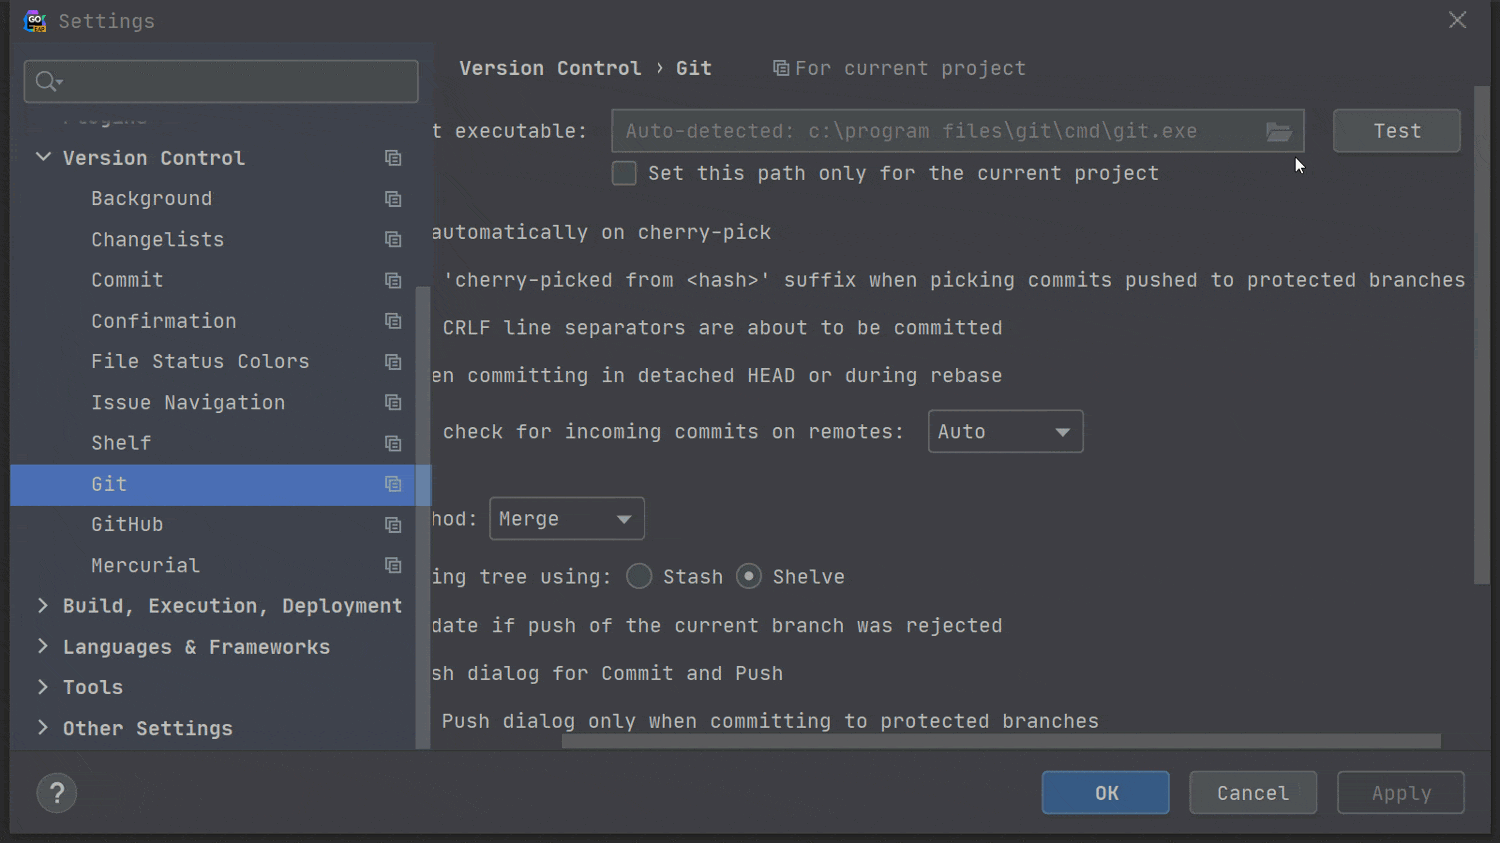 GO
EAP
Settings
Version Control
Background
Changelists
Commit
Confirmation
File Status Colors
Issue Navigation
Shelf
Git
GitHub
Mercurial
Build, Execution, Deployment
Languages & Frameworks
Tools
Other Settings
Version Control › Git
For current project
t executable:
Auto-detected: c:\program files\git\cmd\git.exe
Test
Set this path only for the current project
automatically on cherry-pick
'cherry-picked from <hash>' suffix when picking commits pushed to protected branches
CRLF line separators are about to be committed
en committing in detached HEAD or during rebase
check for incoming commits on remotes:
Auto
hod:
Merge
ing tree using:
Stash
Shelve
date if push of the current branch was rejected
sh dialog for Commit and Push
Push dialog only when committing to protected branches
?
OK
Cancel
Apply